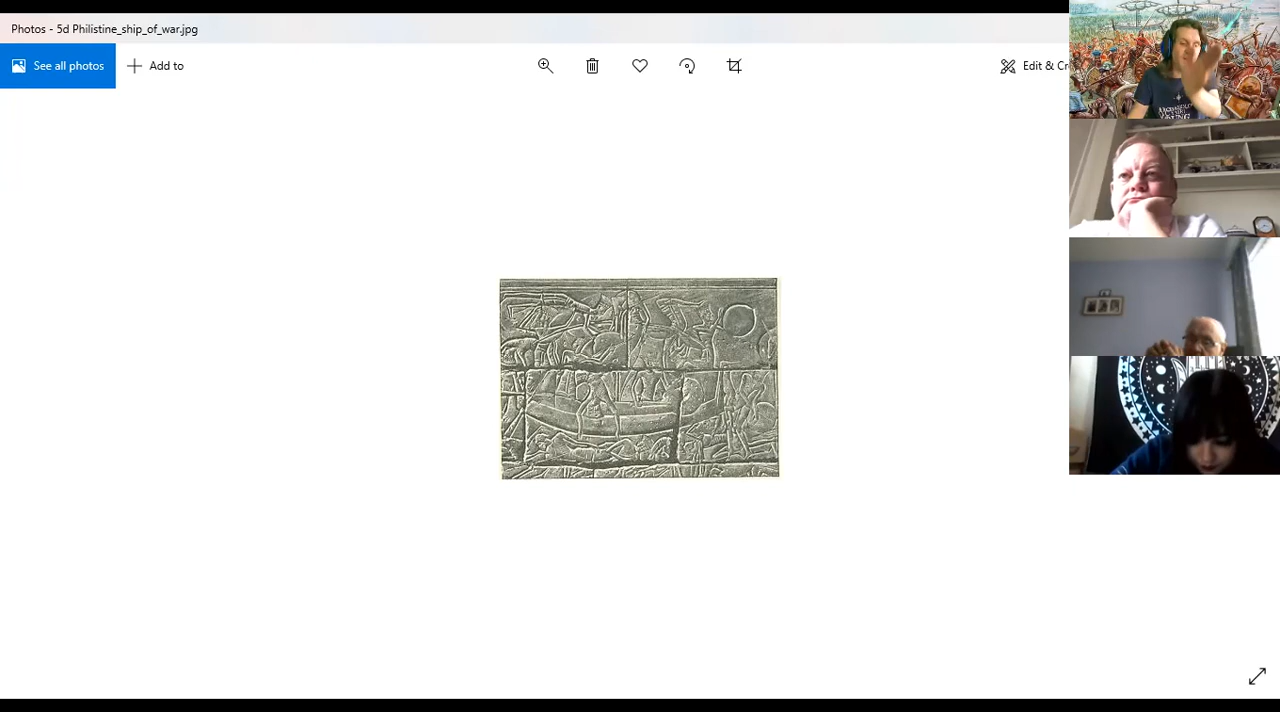 Photos - 5d Philistine_ship_of_war.jpg
See all photos
Add to
Edit & Cr